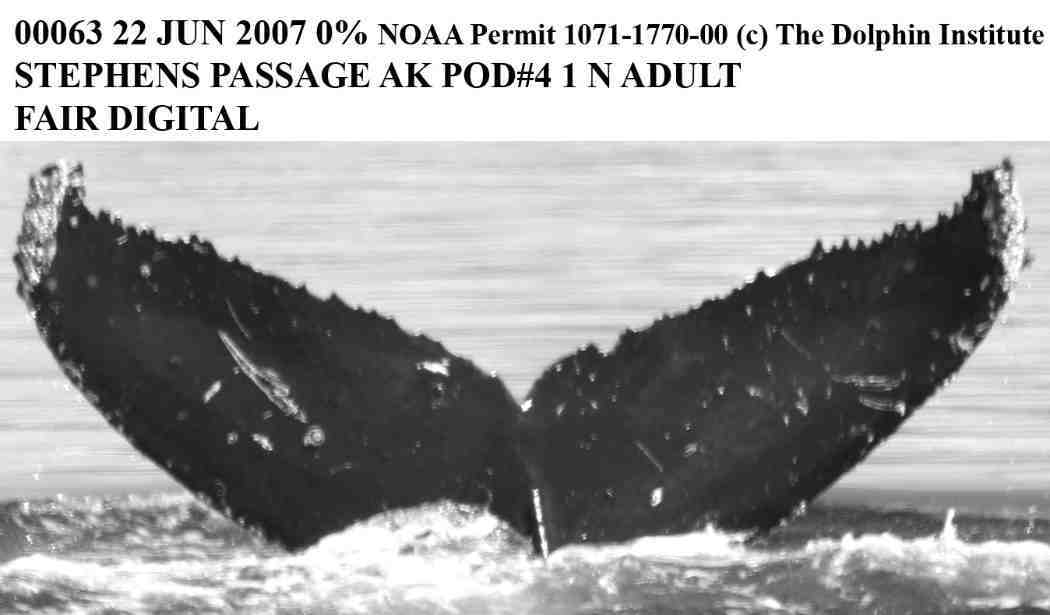 00063 22 JUN 2007 0% NOAA Permit 1071-1770-00 (c) The Dolphin Institute
STEPHENS PASSAGE AK POD#4 1 N ADULT
FAIR DIGITAL